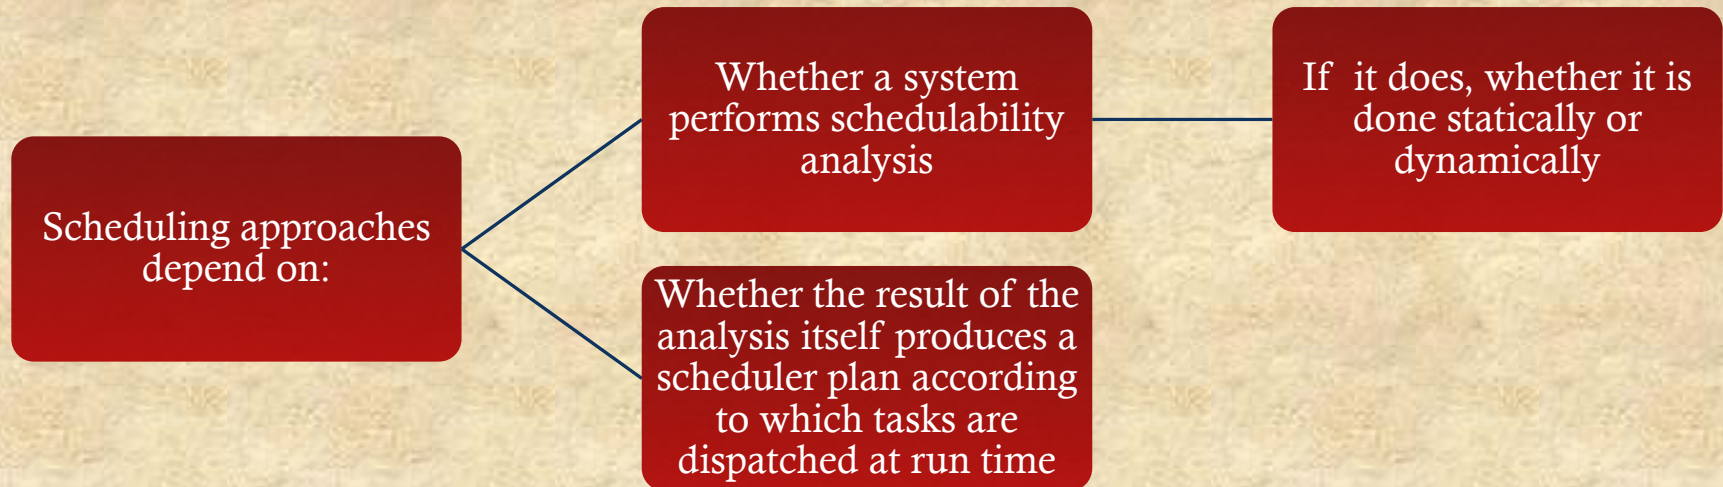 Scheduling approaches
depend on:
Whether a system
performs schedulability
analysis
If it does, whether it is
done statically or
dynamically
Whether the result of the
analysis itself produces a
scheduler plan according
to which tasks are
dispatched at run time